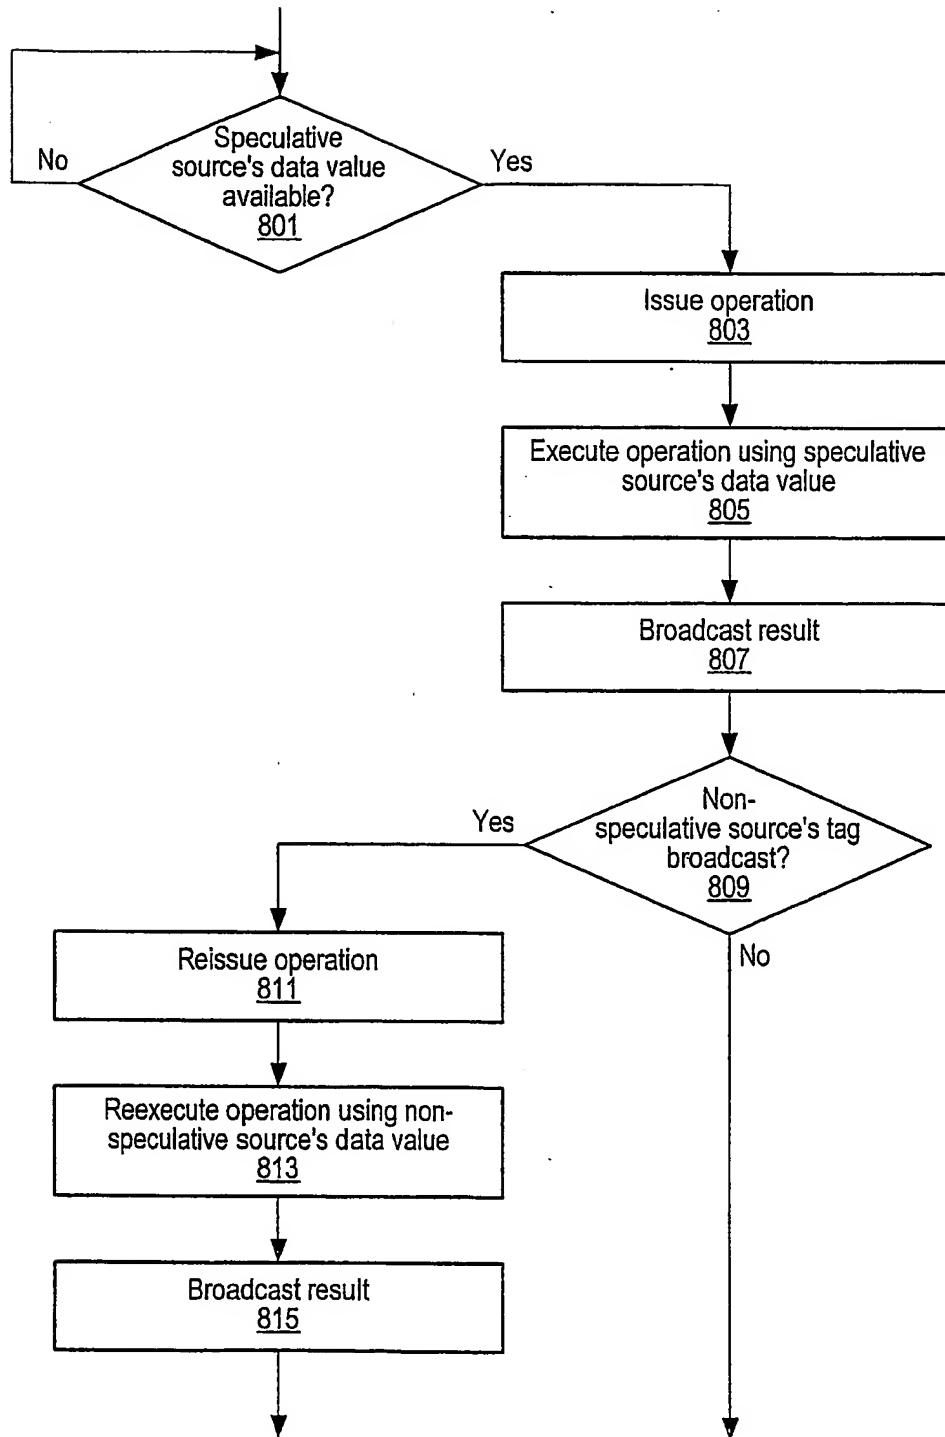 Speculative
source's data value
available?
801
No
Yes
Issue operation
803
Execute operation using speculative
source's data value
805
Broadcast result
807
Non-
speculative source's tag
broadcast?
809
Yes
No
Reissue operation
811
Reexecute operation using non-
speculative source's data value
813
Broadcast result
815